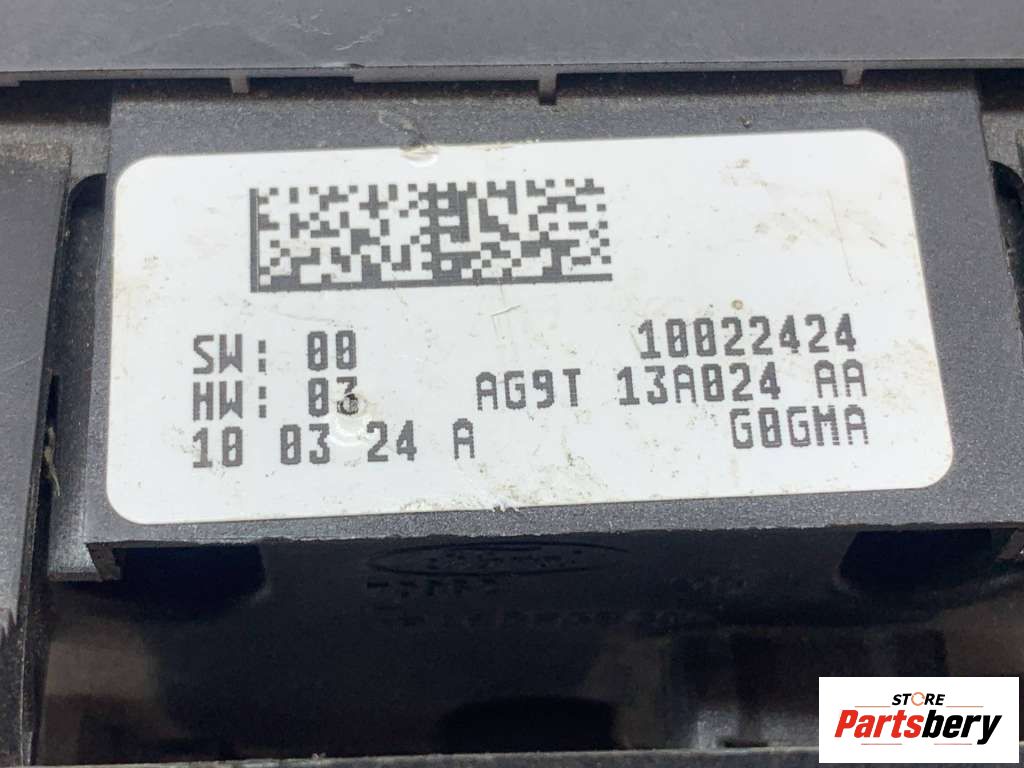 SW: 00 10022424
HW: 03 AG9T 13A024 AA
10 03 24 A G0GMA
STORE
Partsbery